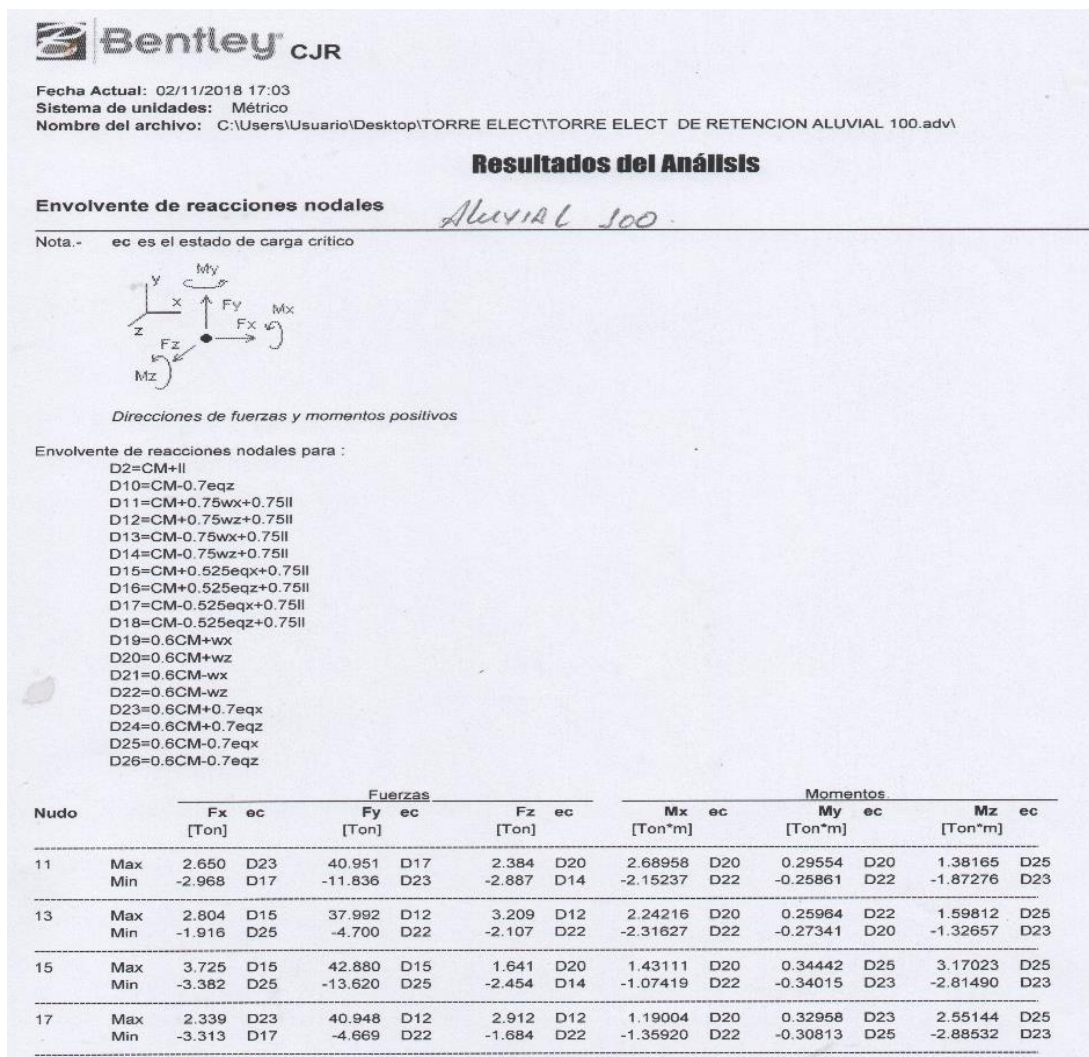 Bentley CJR
Fecha Actual: 02/11/2018 17:03
Sistema de unidades: Métrico
Nombre del archivo: C:\Users\Usuario\Desktop\TORRE ELECT\TORRE ELECT DE RETENCION ALUVIAL 100.adv\
Resultados del Análisis
Envolvente de reacciones nodales
ALUVIAL 100.
Nota.- ec es el estado de carga crítico
My
y
x
z
Fy
Mx
Fx
Fz
Mz
Direcciones de fuerzas y momentos positivos
Envolvente de reacciones nodales para :
D2=CM+ll
D10=CM-0.7eqz
D11=CM+0.75wx+0.75ll
D12=CM+0.75wz+0.75ll
D13=CM-0.75wx+0.75ll
D14=CM-0.75wz+0.75ll
D15=CM+0.525eqx+0.75ll
D16=CM+0.525eqz+0.75ll
D17=CM-0.525eqx+0.75ll
D18=CM-0.525eqz+0.75ll
D19=0.6CM+wx
D20=0.6CM+wz
D21=0.6CM-wx
D22=0.6CM-wz
D23=0.6CM+0.7eqx
D24=0.6CM+0.7eqz
D25=0.6CM-0.7eqx
D26=0.6CM-0.7eqz
Fuerzas Momentos
Nudo Fx ec Fy ec Fz ec Mx ec My ec Mz ec
[Ton] [Ton] [Ton] [Ton*m] [Ton*m] [Ton*m]
11 Max 2.650 D23 40.951 D17 2.384 D20 2.68958 D20 0.29554 D20 1.38165 D25
Min -2.968 D17 -11.836 D23 -2.887 D14 -2.15237 D22 -0.25861 D22 -1.87276 D23
13 Max 2.804 D15 37.992 D12 3.209 D12 2.24216 D20 0.25964 D22 1.59812 D25
Min -1.916 D25 -4.700 D22 -2.107 D22 -2.31627 D22 -0.27341 D20 -1.32657 D23
15 Max 3.725 D15 42.880 D15 1.641 D20 1.43111 D20 0.34442 D25 3.17023 D25
Min -3.382 D25 -13.620 D25 -2.454 D14 -1.07419 D22 -0.34015 D23 -2.81490 D23
17 Max 2.339 D23 40.948 D12 2.912 D12 1.19004 D20 0.32958 D23 2.55144 D25
Min -3.313 D17 -4.669 D22 -1.684 D22 -1.35920 D22 -0.30813 D25 -2.88532 D23